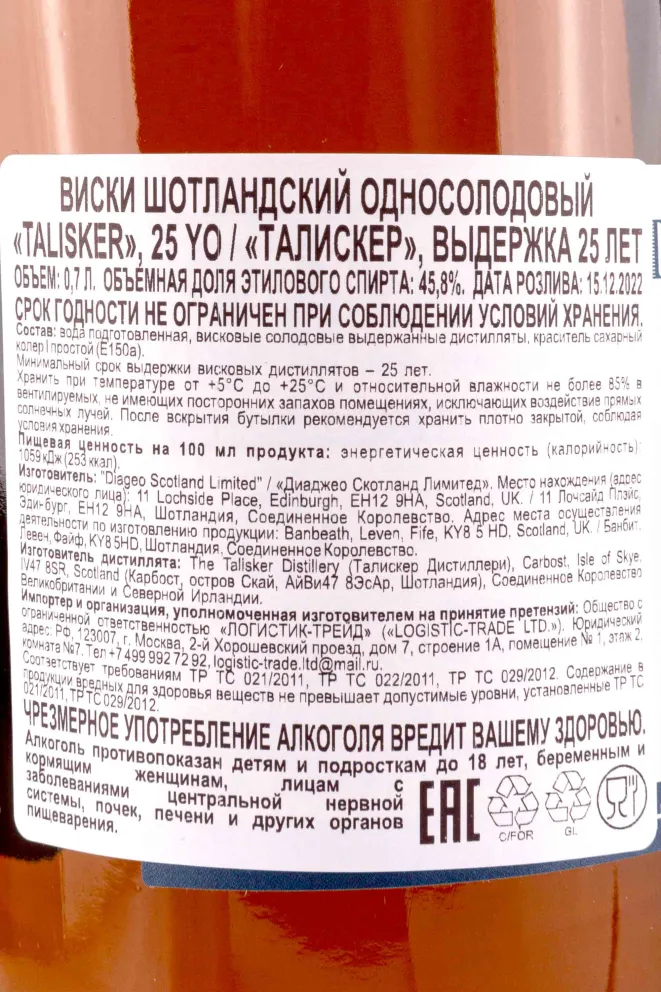 ВИСКИ ШОТЛАНДСКИЙ ОДНОСОЛОДОВЫЙ
«TALISKER», 25 YO / «ТАЛИСКЕР», ВЫДЕРЖКА 25 ЛЕТ
ОБЪЕМ: 0,7 Л. ОБЪЕМНАЯ ДОЛЯ ЭТИЛОВОГО СПИРТА: 45,8%. ДАТА РОЗЛИВА: 15.12.2022
СРОК ГОДНОСТИ НЕ ОГРАНИЧЕН ПРИ СОБЛЮДЕНИИ УСЛОВИЙ ХРАНЕНИЯ.
Состав: вода подготовленная, висковые солодовые выдержанные дистилляты, краситель сахарный
колер I простой (Е150а).
Минимальный срок выдержки висковых дистиллятов – 25 лет.
Хранить при температуре от +5°С до +25°С и относительной влажности не более 85% в
вентилируемых, не имеющих посторонних запахов помещениях, исключающих воздействие прямых
солнечных лучей. После вскрытия бутылки рекомендуется хранить плотно закрытой, соблюдая
условия хранения.
Пищевая ценность на 100 мл продукта: энергетическая ценность (калорийность):
1059 кДж (253 ккал).
Изготовитель: "Diageo Scotland Limited" / «Диаджео Скотланд Лимитед». Место нахождения (адрес
юридического лица): 11 Lochside Place, Edinburgh, EH12 9HA, Scotland, UK. / 11 Лочсайд Плэйс,
Эдинбург, EH12 9HA, Шотландия, Соединенное Королевство. Адрес места осуществления
деятельности по изготовлению продукции: Banbeath, Leven, Fife, KY8 5 HD, Scotland, UK. / Банбит,
Левен, Файф, KY8 5HD, Шотландия, Соединенное Королевство.
Изготовитель дистиллята: The Talisker Distillery (Талискер Дистиллери), Carbost, Isle of Skye,
IV47 8SR, Scotland (Карбост, остров Скай, АйВи47 8ЭсАр, Шотландия), Соединенное Королевство
Великобритании и Северной Ирландии.
Импортер и организация, уполномоченная изготовителем на принятие претензий: Общество с
ограниченной ответственностью «ЛОГИСТИК-ТРЕЙД» («LOGISTIC-TRADE LTD.»). Юридический
адрес: РФ, 123007, г. Москва, 2-й Хорошевский проезд, дом 7, строение 1А, помещение № 1, этаж 2,
комната №7. Тел +7 499 992 72 92, logistic-trade.ltd@mail.ru.
Соответствует требованиям ТР ТС 021/2011, ТР ТС 022/2011, ТР ТС 029/2012. Содержание в
продукции вредных для здоровья веществ не превышает допустимые уровни, установленные ТР ТС
021/2011, ТР ТС 029/2012.
ЧРЕЗМЕРНОЕ УПОТРЕБЛЕНИЕ АЛКОГОЛЯ ВРЕДИТ ВАШЕМУ ЗДОРОВЬЮ.
Алкоголь противопоказан детям и подросткам до 18 лет, беременным и
кормящим женщинам, лицам с
заболеваниями центральной нервной
системы, почек, печени и других органов
пищеварения.
EAC
C/FOR
GL